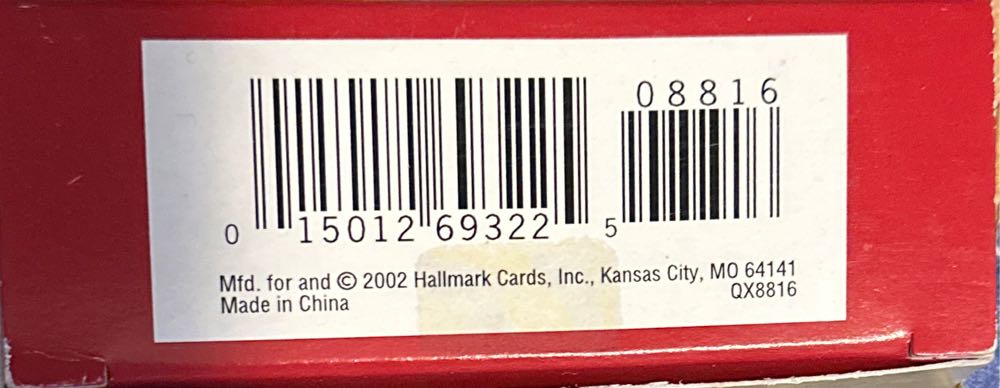 08816
0 15012 69322 5
Mfd. for and © 2002 Hallmark Cards, Inc., Kansas City, MO 64141
QX8816
Made in China